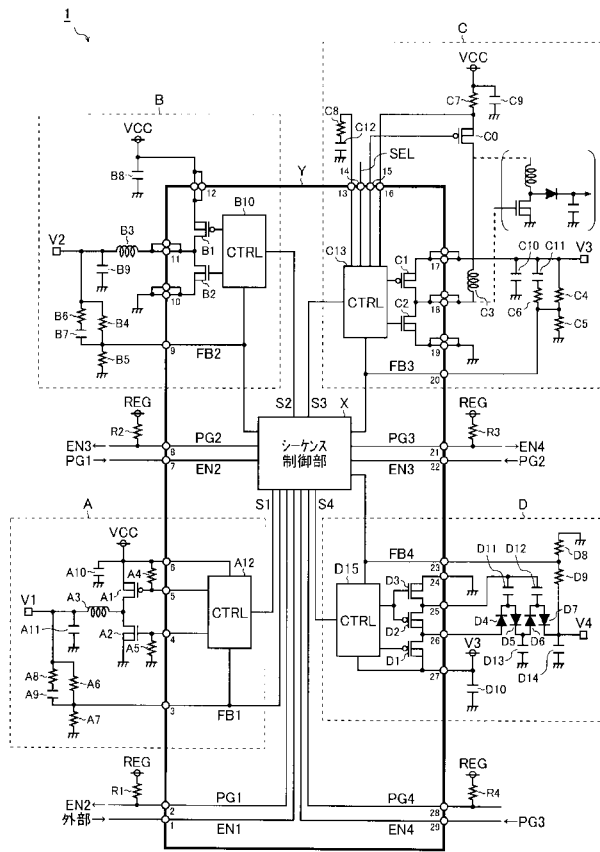 1
C
VCC
C7
C9
C8
C12
C0
B
VCC
SEL
B8
Y
14
15
13
16
12
B10
CTRL
B1
B2
V2
B3
11
B9
10
C13
CTRL
C1
C2
17
18
19
C3
C10
C11
V3
C6
C4
C5
B6
B7
B4
B5
9
FB2
FB3
20
S2
S3
X
REG
R2
EN3
PG2
8
PG1
EN2
7
シーケンス
制御部
REG
R3
PG3
21
EN4
EN3
22
PG2
S1
S4
A
VCC
A10
A4
6
A12
CTRL
A1
5
V1
A3
A11
A2
A5
4
A8
A9
A6
A7
3
FB1
D
FB4
23
D8
D9
D11
D12
D15
CTRL
D3
24
25
D2
D4
D5
D6
D7
V4
26
D1
V3
D13
D14
27
D10
REG
R1
EN2
PG1
2
外部
EN1
1
REG
R4
PG4
28
EN4
29
PG3